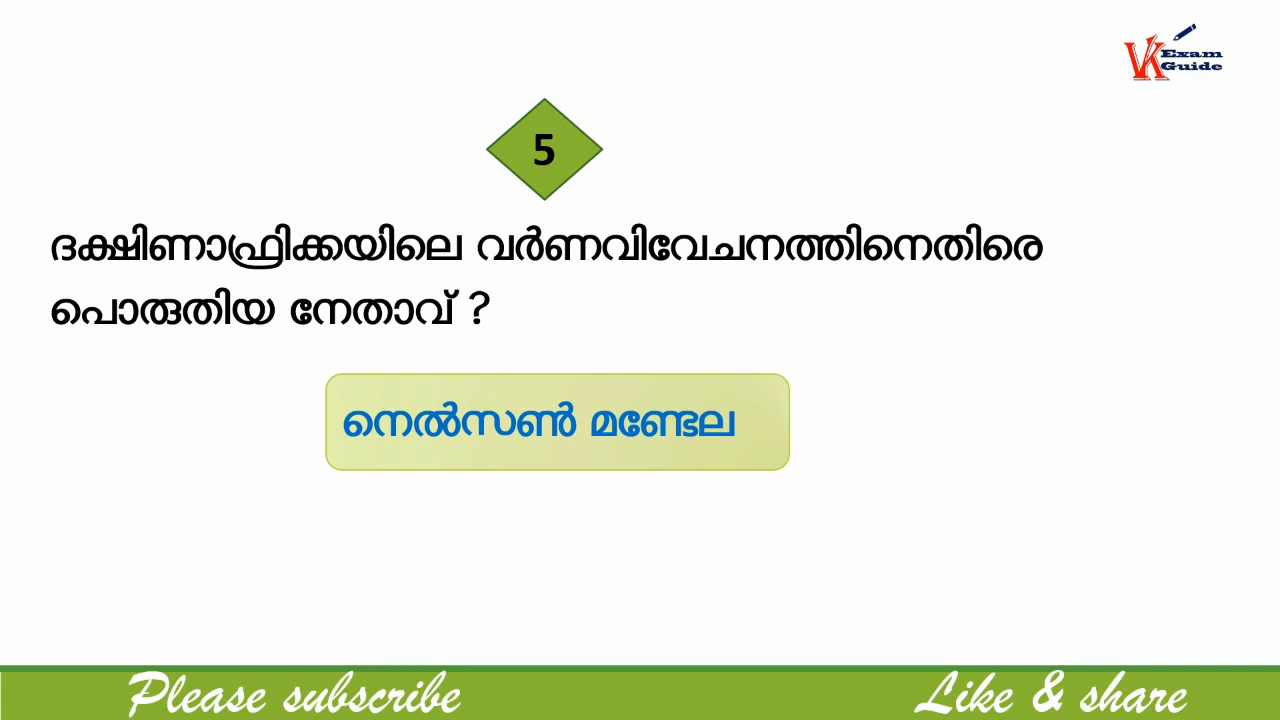 VK Exam
Guide
5
ദക്ഷിണാഫ്രിക്കയിലെ വർണവിവേചനത്തിനെതിരെ
പൊരുതിയ നേതാവ് ?
നെൽസൺ മണ്ടേല
Please subscribe
Like & share